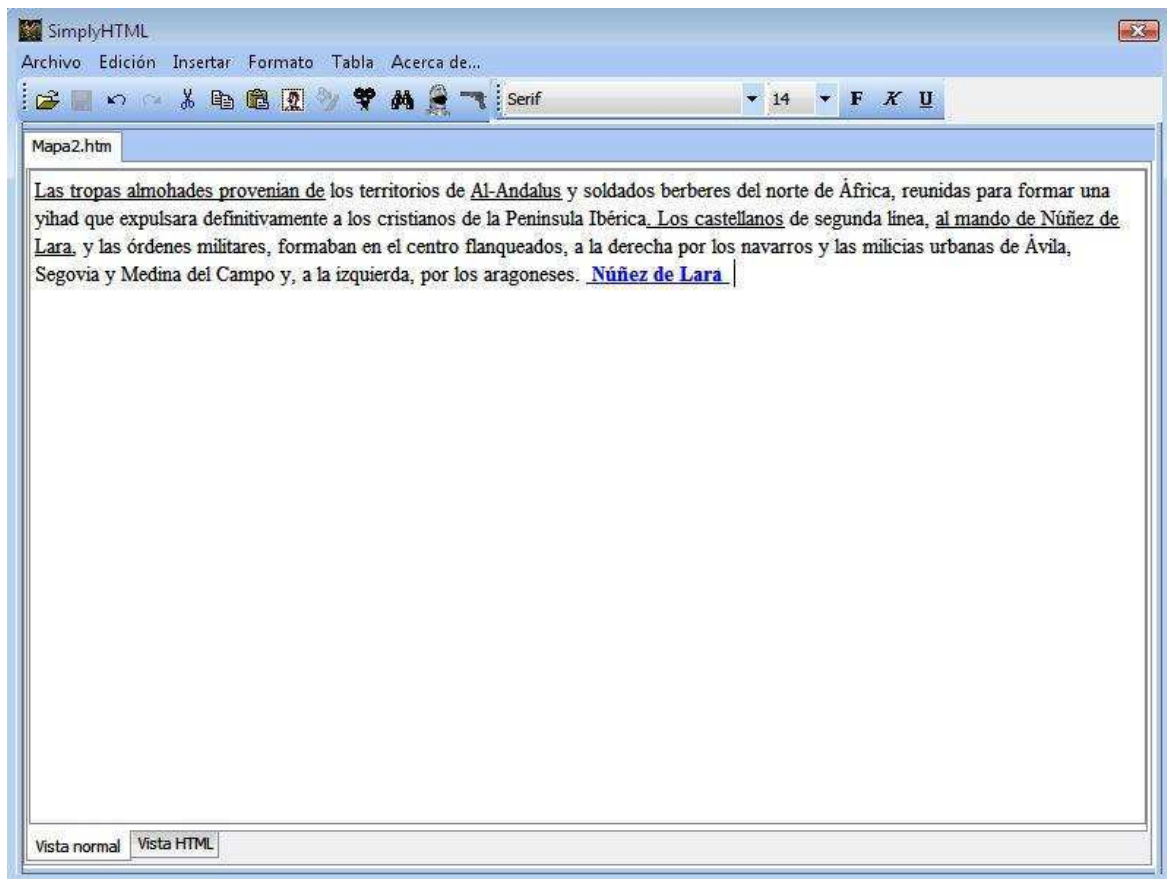 SimplyHTML
Archivo Edición Insertar Formato Tabla Acerca de...
Serif 14 F K U
Mapa2.htm
Las tropas almohades provenian de los territorios de Al-Andalus y soldados berberes del norte de África, reunidas para formar una
yihad que expulsara definitivamente a los cristianos de la Peninsula Ibérica. Los castellanos de segunda línea, al mando de Núñez de
Lara, y las órdenes militares, formaban en el centro flanqueados, a la derecha por los navarros y las milicias urbanas de Ávila,
Segovia y Medina del Campo y, a la izquierda, por los aragoneses. Núñez de Lara
Vista normal Vista HTML